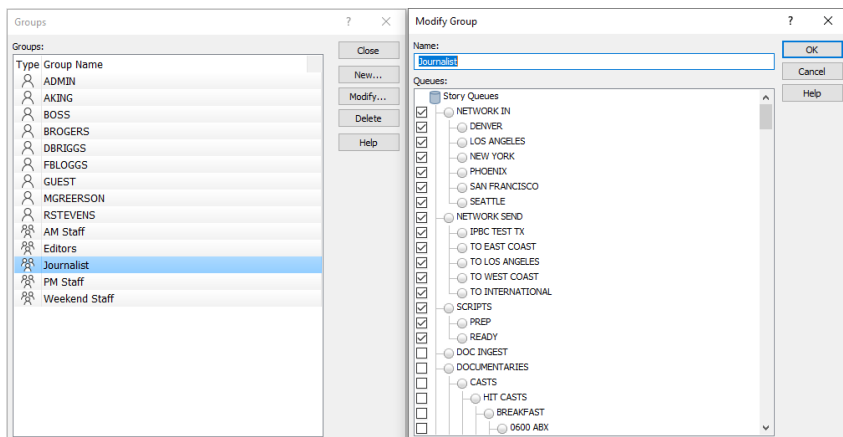 Groups
?
Groups:
Type Group Name
ADMIN
AKING
BOSS
BROGERS
DBRIGGS
FBLOGGS
GUEST
MGREERSON
RSTEVENS
AM Staff
Editors
Journalist
PM Staff
Weekend Staff
Close
New...
Modify...
Delete
Help
Modify Group
?
Name:
Journalist
Queues:
Story Queues
NETWORK IN
DENVER
LOS ANGELES
NEW YORK
PHOENIX
SAN FRANCISCO
SEATTLE
NETWORK SEND
IPBC TEST TX
TO EAST COAST
TO LOS ANGELES
TO WEST COAST
TO INTERNATIONAL
SCRIPTS
PREP
READY
DOC INGEST
DOCUMENTARIES
CASTS
HIT CASTS
BREAKFAST
0600 ABX
OK
Cancel
Help